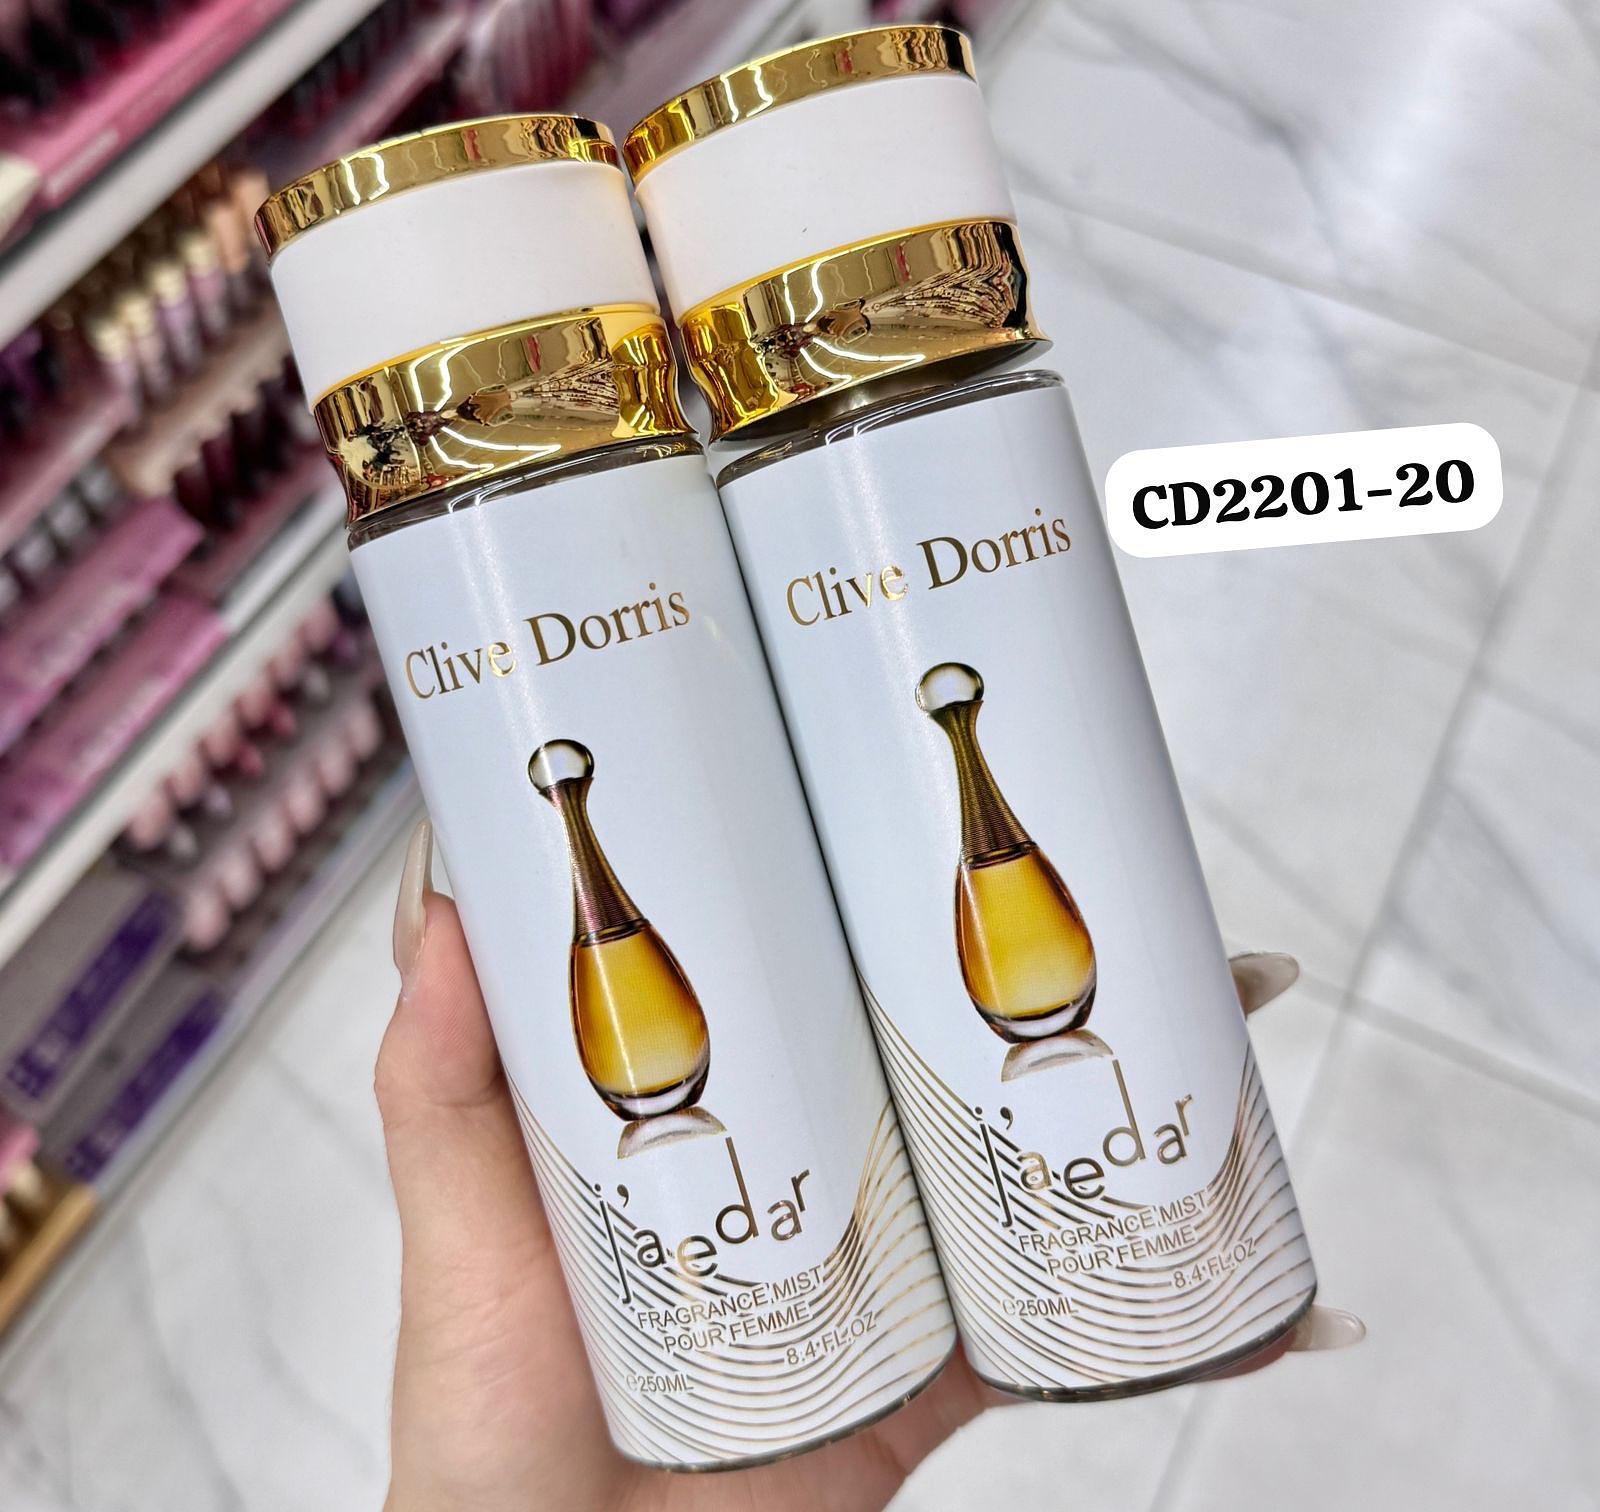 Clive Dorris
j'aedar
FRAGRANCE MIST
POUR FEMME
8.4 FL.OZ
℮250ML
Clive Dorris
j'aedar
FRAGRANCE MIST
POUR FEMME
8.4 FL.OZ
℮250ML
CD2201-20